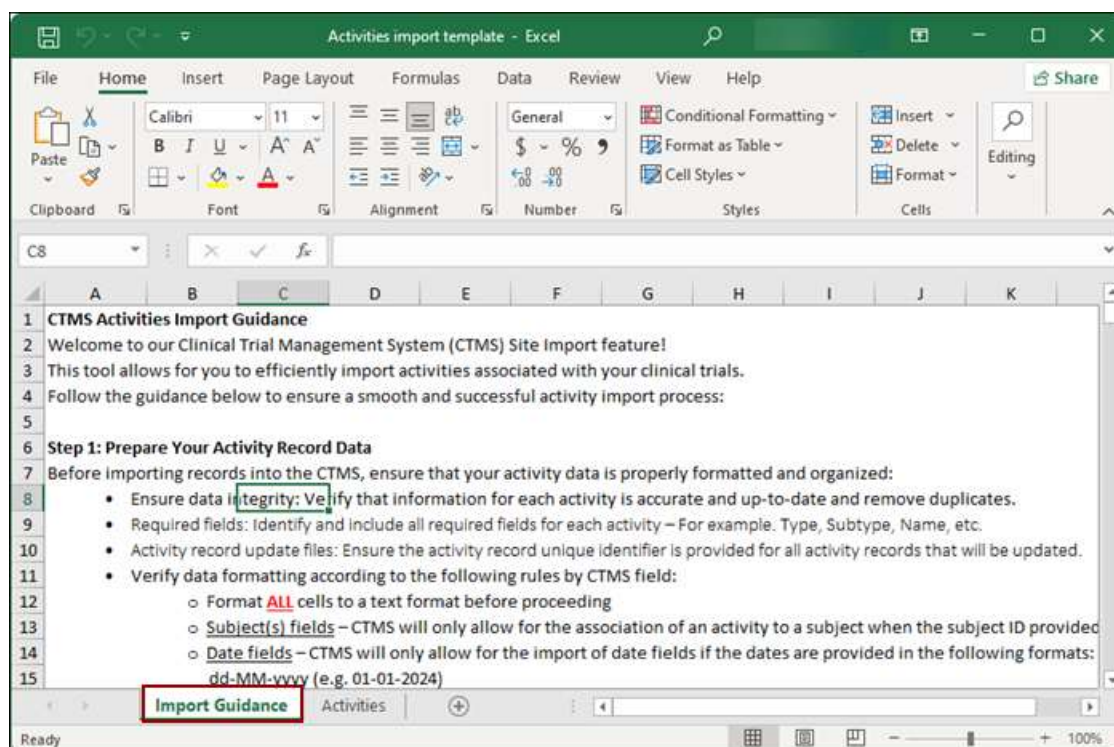 Activities import template - Excel
File Home Insert Page Layout Formulas Data Review View Help Share
Calibri 11 General Conditional Formatting Insert
Paste B I U A A $ % 9 Format as Table Delete Editing
A Cell Styles Format
Clipboard Font Alignment Number Styles Cells
C8 fx
A B C D E F G H I J K
1 CTMS Activities Import Guidance
2 Welcome to our Clinical Trial Management System (CTMS) Site Import feature!
3 This tool allows for you to efficiently import activities associated with your clinical trials.
4 Follow the guidance below to ensure a smooth and successful activity import process:
5
6 Step 1: Prepare Your Activity Record Data
7 Before importing records into the CTMS, ensure that your activity data is properly formatted and organized:
8 • Ensure data integrity: Verify that information for each activity is accurate and up-to-date and remove duplicates.
9 • Required fields: Identify and include all required fields for each activity – For example. Type, Subtype, Name, etc.
10 • Activity record update files: Ensure the activity record unique identifier is provided for all activity records that will be updated.
11 • Verify data formatting according to the following rules by CTMS field:
12 o Format ALL cells to a text format before proceeding
13 o Subject(s) fields – CTMS will only allow for the association of an activity to a subject when the subject ID provided
14 o Date fields – CTMS will only allow for the import of date fields if the dates are provided in the following formats:
15 dd-MM-yyyy (e.g. 01-01-2024)
Import Guidance Activities
Ready 100%